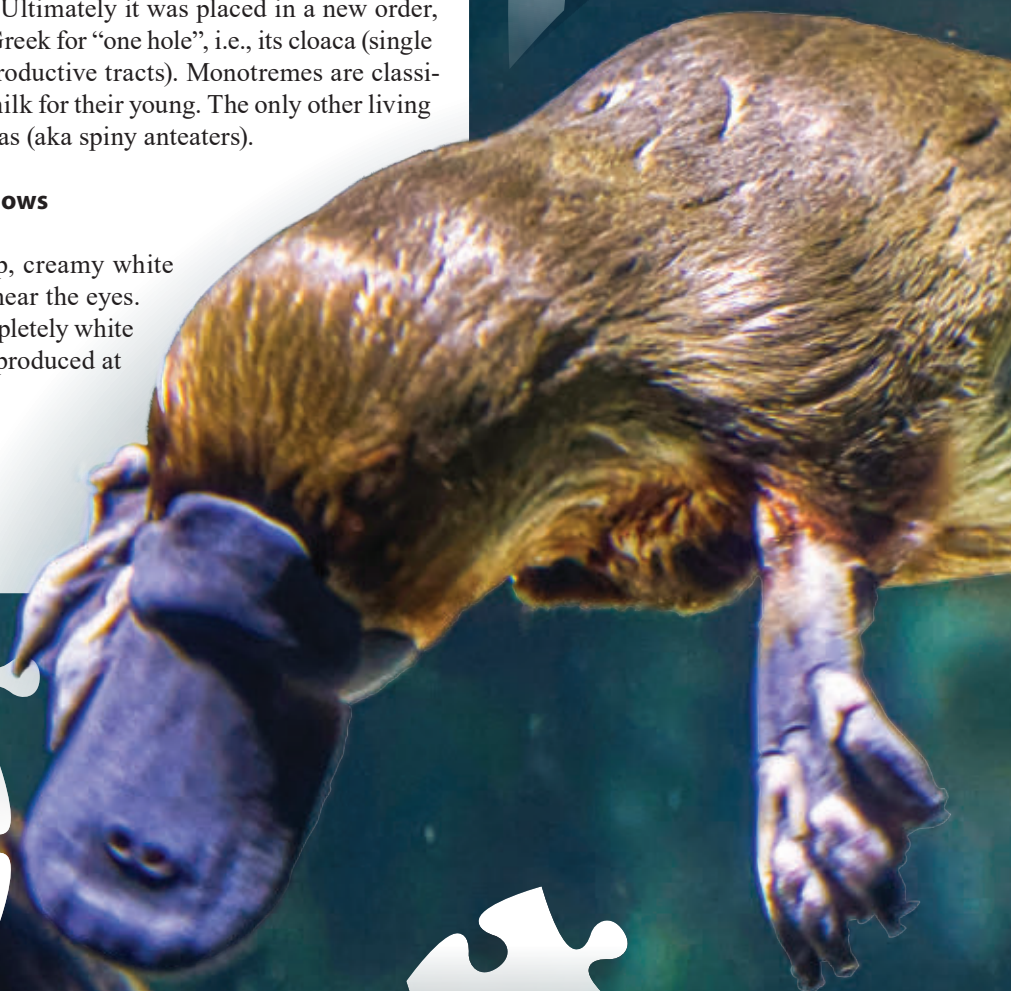 Ultimately it was placed in a new order,
Greek for “one hole”, i.e., its cloaca (single
roductive tracts). Monotremes are classi-
ilk for their young. The only other living
as (aka spiny anteaters).
ows
p, creamy white
near the eyes.
pletely white
produced at